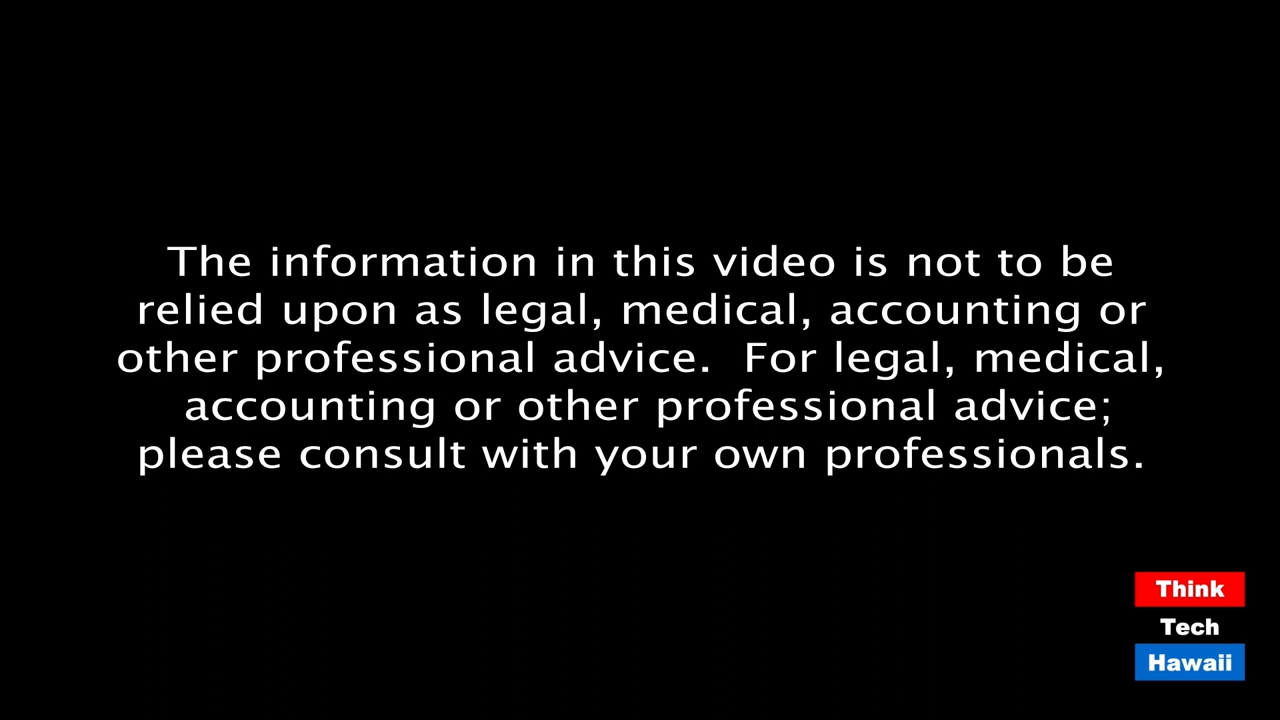 The information in this video is not to be
relied upon as legal, medical, accounting or
other professional advice.  For legal, medical,
accounting or other professional advice;
please consult with your own professionals.
Think
Tech
Hawaii